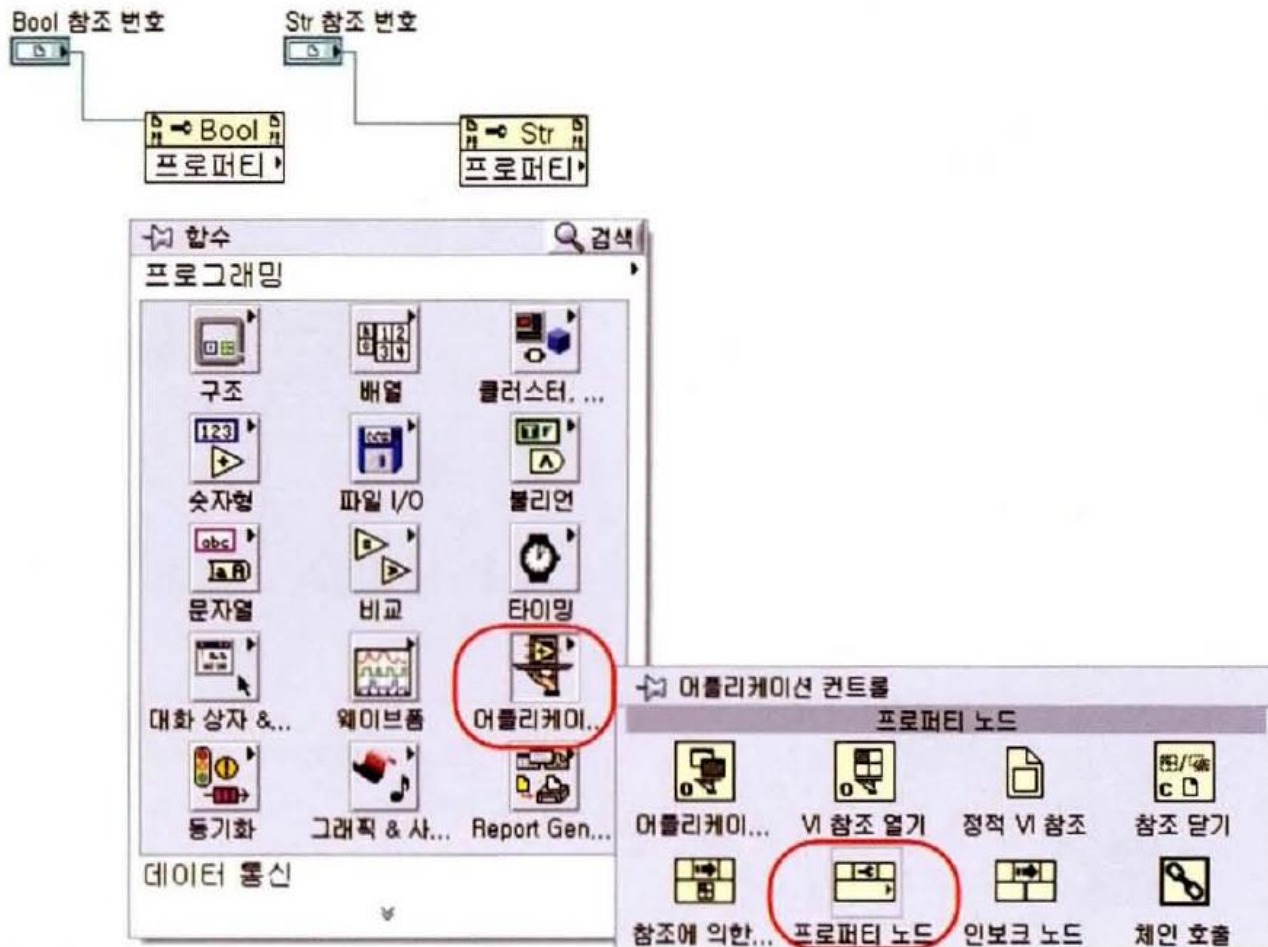 Bool 참조 번호
Str 참조 번호
Bool
프로퍼티
Str
프로퍼티
함수
검색
프로그래밍
구조
배열
클러스터, ...
숫자형
파일 I/O
불리언
문자열
비교
타이밍
대화 상자 &...
웨이브폼
어플리케이...
동기화
그래픽 & 사...
Report Gen...
데이터 통신
어플리케이션 컨트롤
프로퍼티 노드
어플리케이...
VI 참조 열기
정적 VI 참조
참조 닫기
참조에 의한...
프로퍼티 노드
인보크 노드
체인 호출